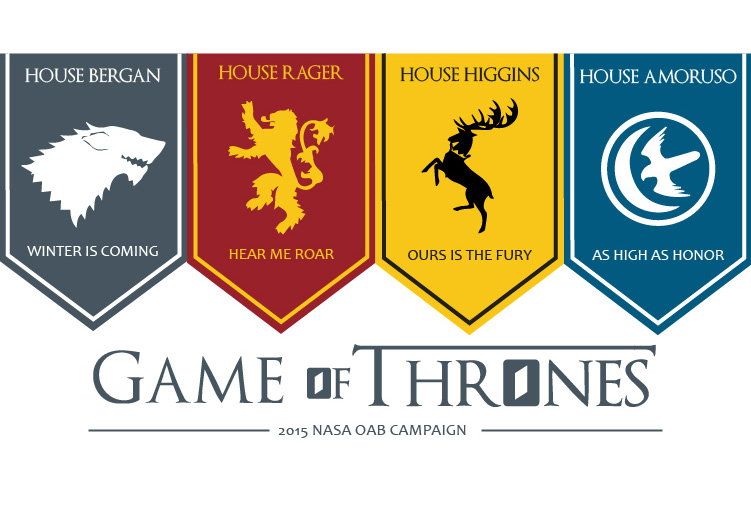 HOUSE BERGAN
HOUSE RAGER
HOUSE HIGGINS
HOUSE AMORUSO
WINTER IS COMING
HEAR ME ROAR
OURS IS THE FURY
AS HIGH AS HONOR
GAME OF THRONES
2015 NASA OAB CAMPAIGN